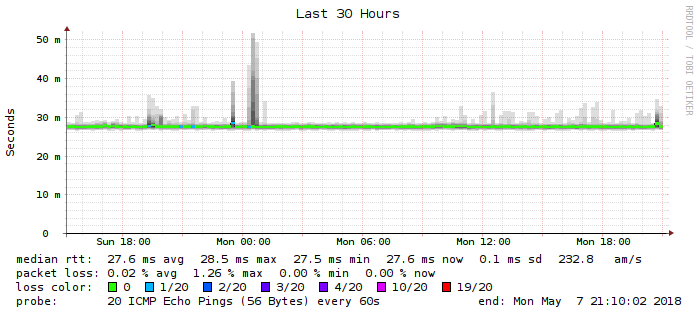 Last 30 Hours
RRDTOOL / TOBI OETIKER
Seconds
50 m
40 m
30 m
20 m
10 m
0
Sun 18:00 Mon 00:00 Mon 06:00 Mon 12:00 Mon 18:00
median rtt: 27.6 ms avg 28.5 ms max 27.5 ms min 27.6 ms now 0.1 ms sd 232.8 am/s
packet loss: 0.02 % avg 1.26 % max 0.00 % min 0.00 % now
loss color: 0 1/20 2/20 3/20 4/20 10/20 19/20
probe: 20 ICMP Echo Pings (56 Bytes) every 60s end: Mon May 7 21:10:02 2018